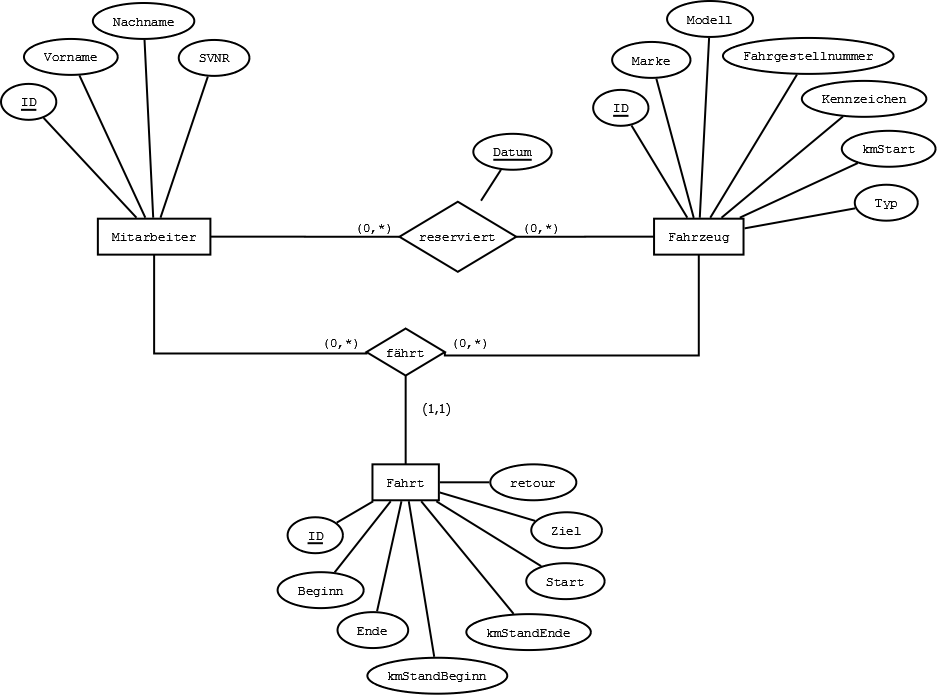 Modell
Nachname
Vorname
SVNR
Marke
Fahrgestellnummer
ID
ID
Kennzeichen
kmStart
Datum
Typ
(0,*)
(0,*)
Mitarbeiter
reserviert
Fahrzeug
(0,*)
(0,*)
fährt
(1,1)
Fahrt
retour
ID
Ziel
Beginn
Start
Ende
kmStandEnde
kmStandBeginn